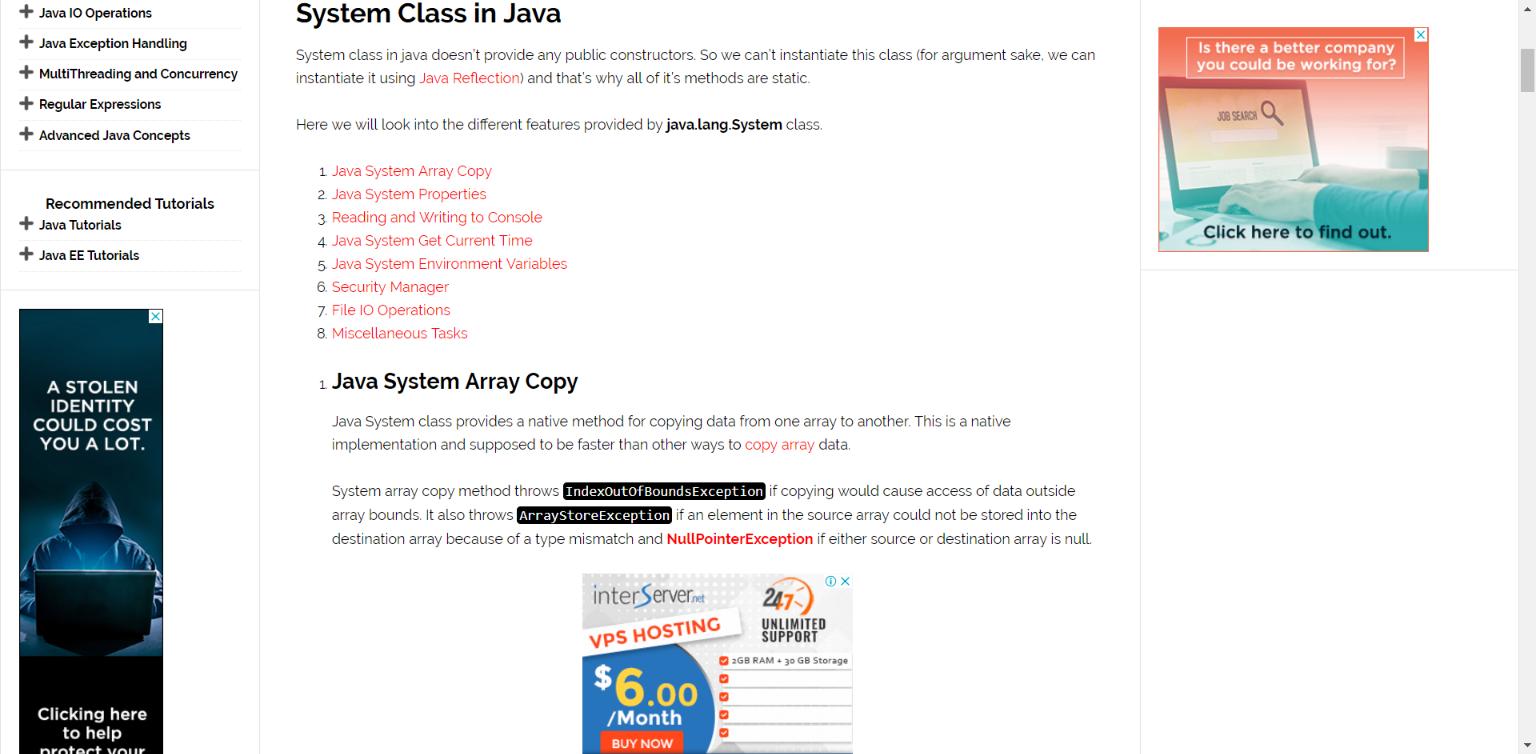 Java IO Operations
Java Exception Handling
MultiThreading and Concurrency
Regular Expressions
Advanced Java Concepts
Recommended Tutorials
Java Tutorials
Java EE Tutorials
A STOLEN
IDENTITY
COULD COST
YOU A LOT.
Clicking here
to help
protect your
System Class in Java
System class in java doesn't provide any public constructors. So we can't instantiate this class (for argument sake, we can
instantiate it using Java Reflection) and that's why all of it's methods are static.
Here we will look into the different features provided by java.lang.System class.
1. Java System Array Copy
2. Java System Properties
3. Reading and Writing to Console
4. Java System Get Current Time
5. Java System Environment Variables
6. Security Manager
7. File IO Operations
8. Miscellaneous Tasks
1. Java System Array Copy
Java System class provides a native method for copying data from one array to another. This is a native
implementation and supposed to be faster than other ways to copy array data.
System array copy method throws IndexOutOfBoundsException if copying would cause access of data outside
array bounds. It also throws ArrayStoreException if an element in the source array could not be stored into the
destination array because of a type mismatch and NullPointerException if either source or destination array is null.
interServer.net
24/7
UNLIMITED
SUPPORT
VPS HOSTING
$6.00
/Month
BUY NOW
2GB RAM + 30 GB Storage
Is there a better company
you could be working for?
JOB SEARCH
Click here to find out.